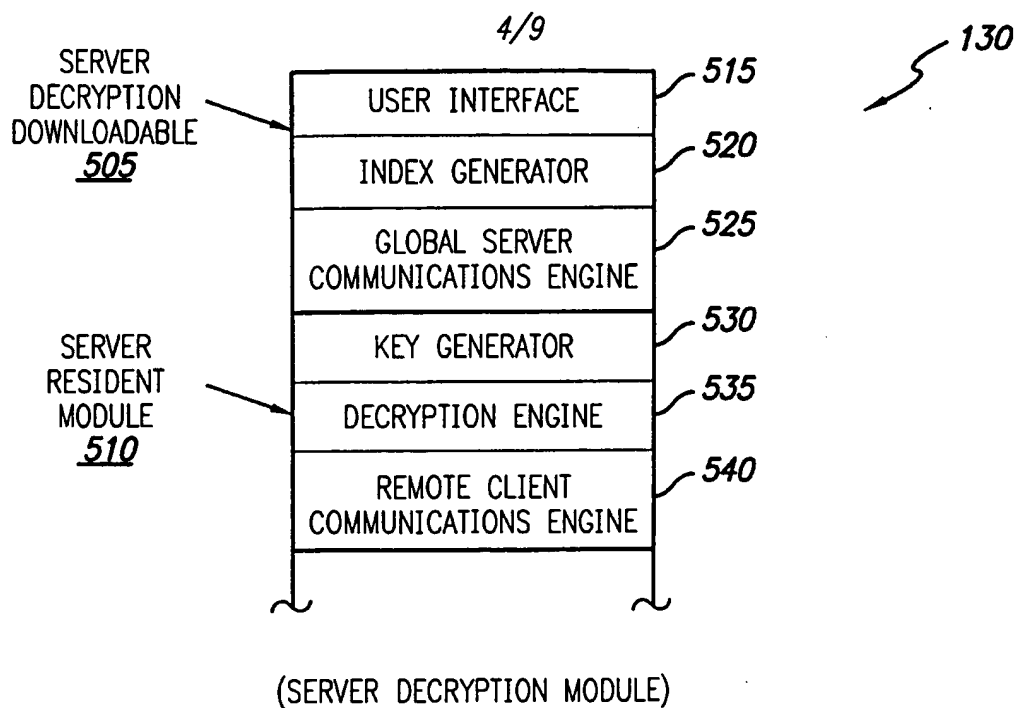 4/9
130
SERVER
DECRYPTION
DOWNLOADABLE
505
USER INTERFACE
515
INDEX GENERATOR
520
GLOBAL SERVER
COMMUNICATIONS ENGINE
525
SERVER
RESIDENT
MODULE
510
KEY GENERATOR
530
DECRYPTION ENGINE
535
REMOTE CLIENT
COMMUNICATIONS ENGINE
540
(SERVER DECRYPTION MODULE)